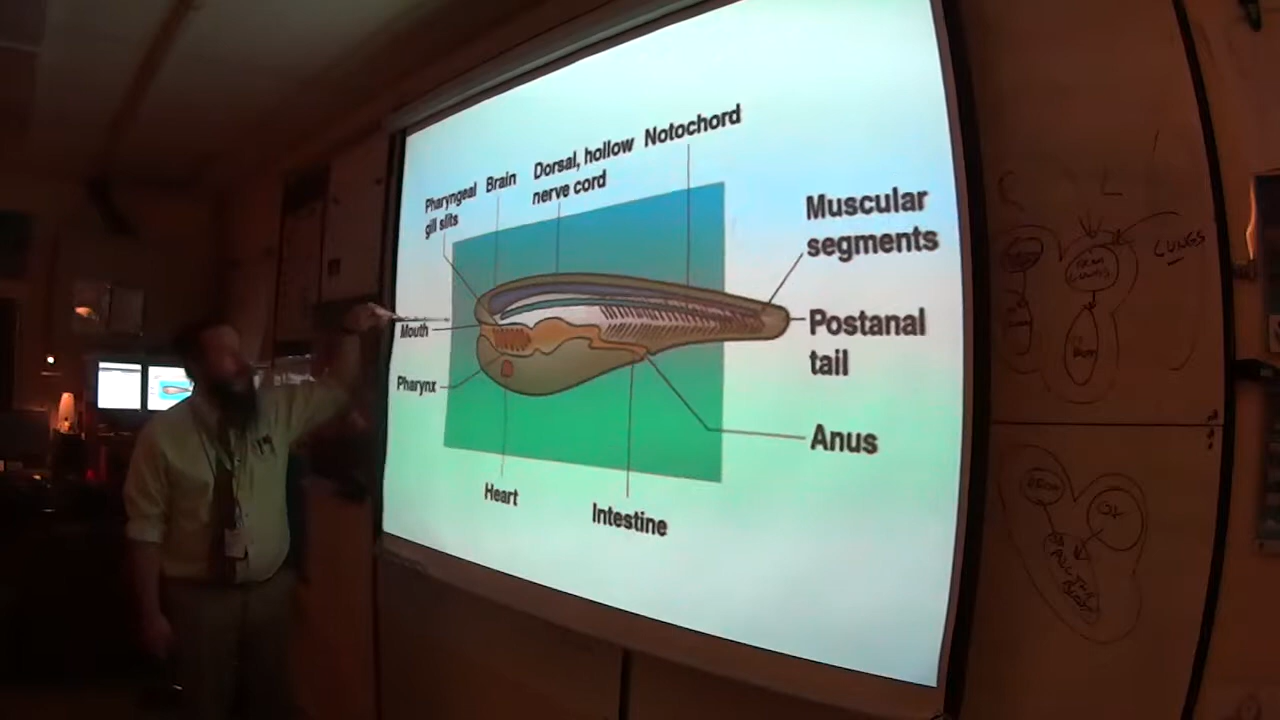 Pharyngeal
gill slits
Brain
Dorsal, hollow
nerve cord
Notochord
Muscular
segments
Mouth
Postanal
tail
Pharynx
Anus
Heart
Intestine
LUNGS